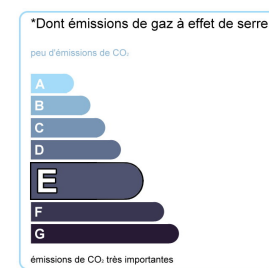 *Dont émissions de gaz à effet de serre
peu d'émissions de CO₂
A
B
C
D
E
F
G
émissions de CO₂ très importantes